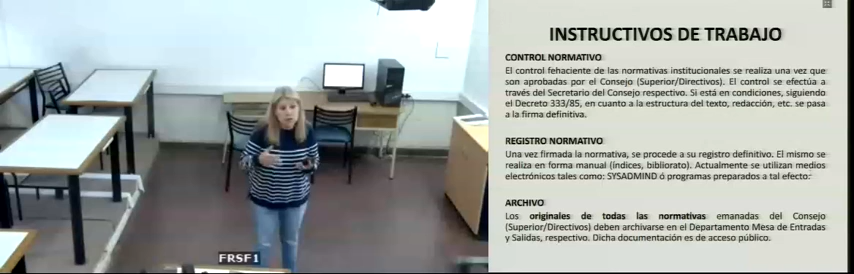 INSTRUCTIVOS DE TRABAJO
CONTROL NORMATIVO
El control fehaciente de las normativas institucionales se realiza una vez que
son aprobadas por el Consejo (Superior/Directivos). El control se efectúa a
través del Secretario del Consejo respectivo. Si está en condiciones, siguiendo
el Decreto 333/85, en cuanto a la estructura del texto, redacción, etc. se pasa
a la firma definitiva.
REGISTRO NORMATIVO
Una vez firmada la normativa, se procede a su registro definitivo. El mismo se
realiza en forma manual (índices, bibliorato). Actualmente se utilizan medios
electrónicos tales como: SYSADMIND ó programas preparados a tal efecto:
ARCHIVO
Los originales de todas las normativas emanadas del Consejo
(Superior/Directivos) deben archivarse en el Departamento Mesa de Entradas
y Salidas, respectivo. Dicha documentación es de acceso público.
FRSF1